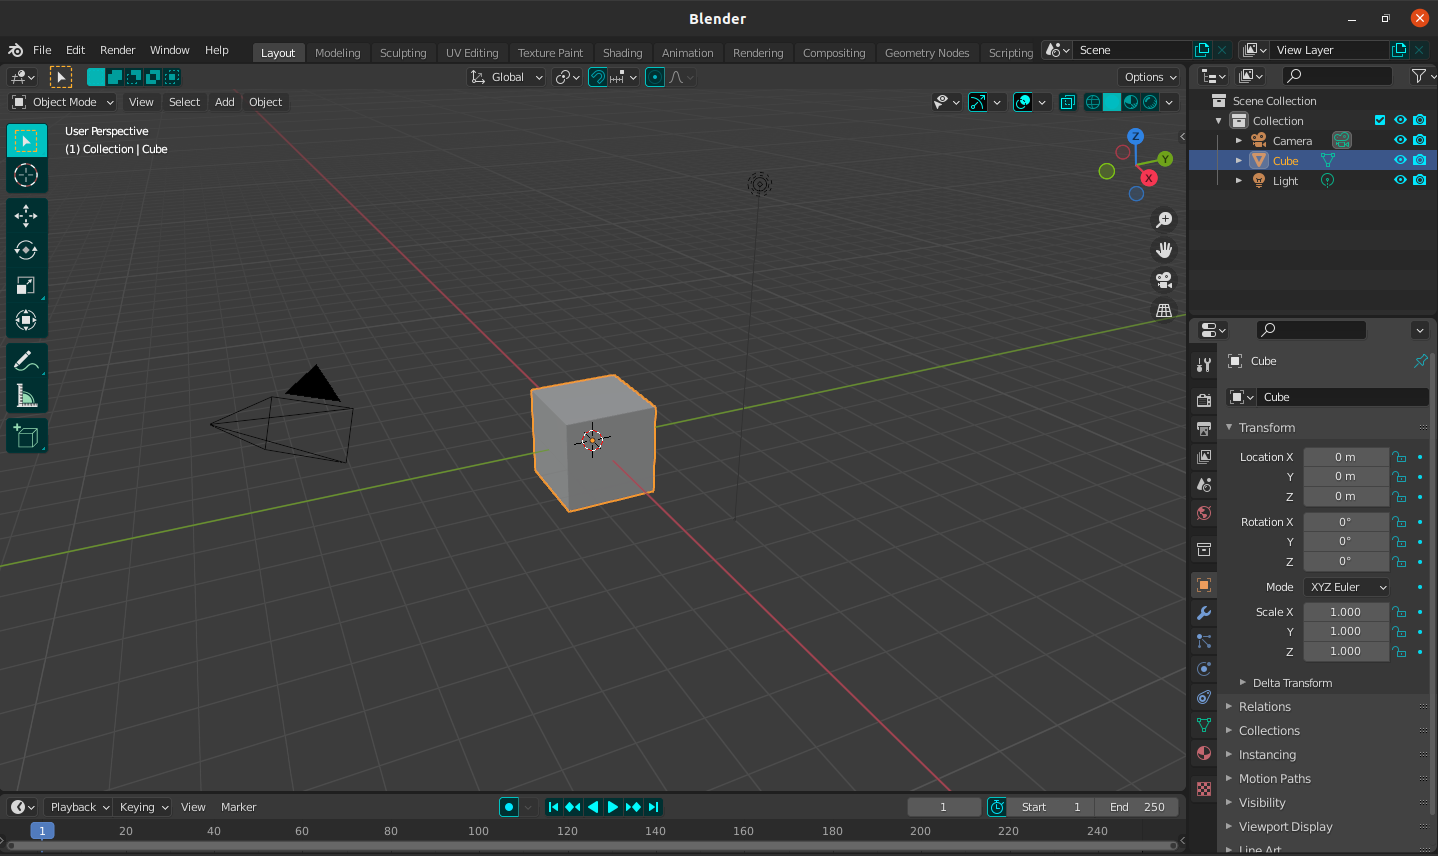 Blender
File Edit Render Window Help Layout Modeling Sculpting UV Editing Texture Paint Shading Animation Rendering Compositing Geometry Nodes Scripting Scene View Layer
Global Options
Object Mode View Select Add Object
User Perspective
(1) Collection | Cube
Z
Y
X
Scene Collection
Collection
Camera
Cube
Light
Cube
Cube
Transform
Location X 0 m
Y 0 m
Z 0 m
Rotation X 0°
Y 0°
Z 0°
Mode XYZ Euler
Scale X 1.000
Y 1.000
Z 1.000
Delta Transform
Relations
Collections
Instancing
Motion Paths
Visibility
Viewport Display
Line Art
Playback Keying View Marker 1 Start 1 End 250
1 20 40 60 80 100 120 140 160 180 200 220 240